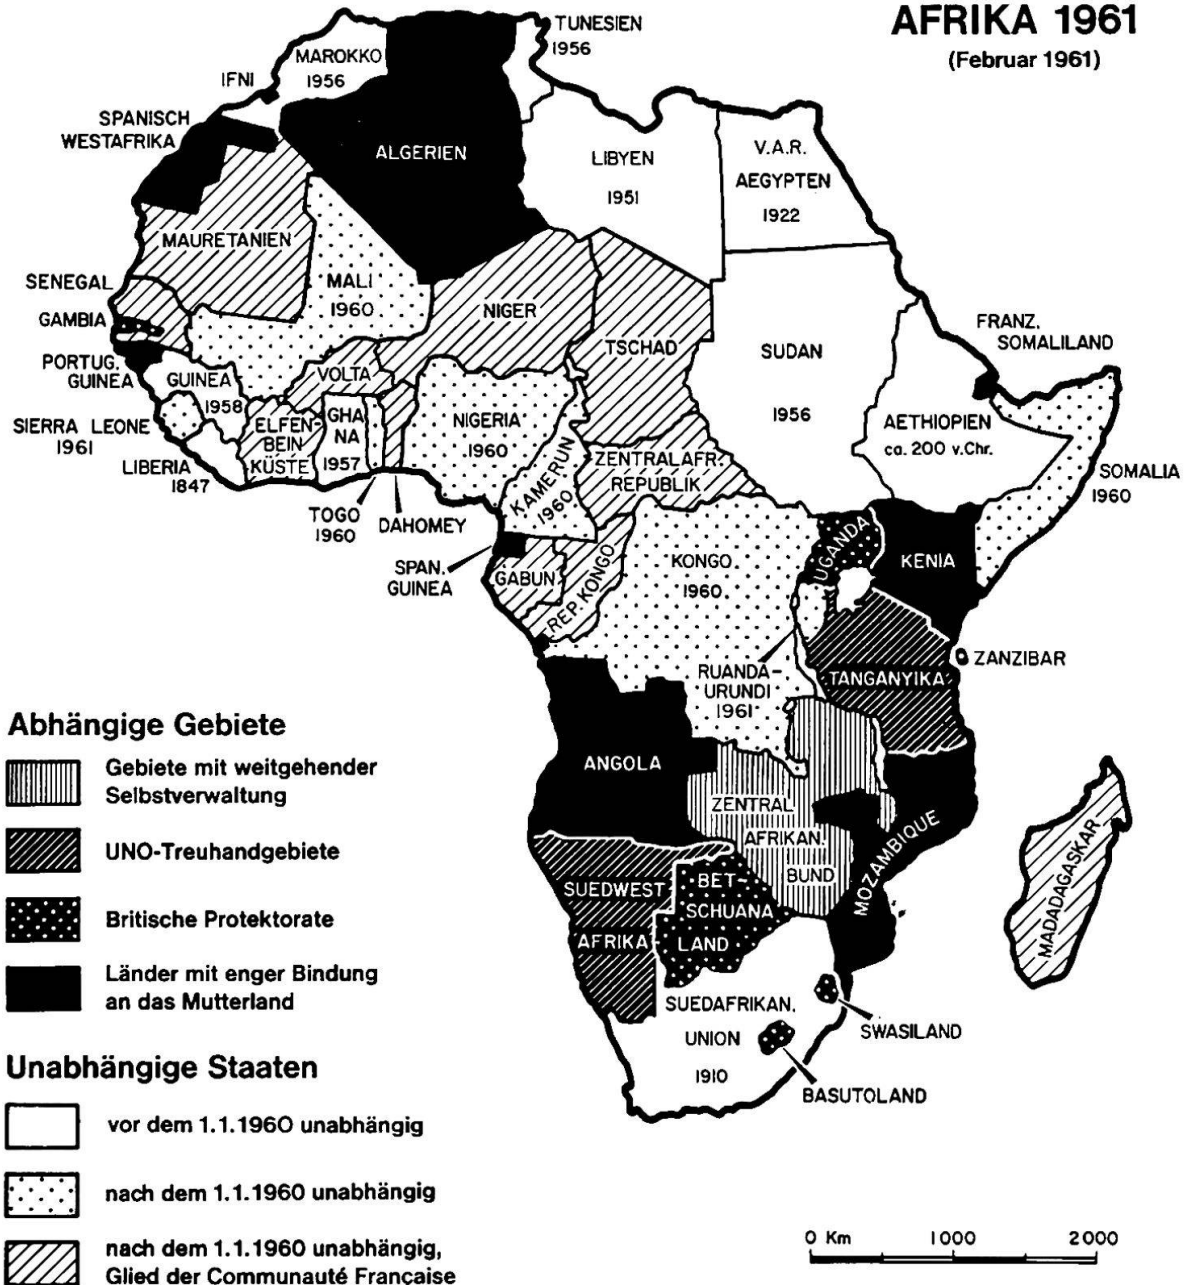 AFRIKA 1961
(Februar 1961)
TUNESIEN
1956
MAROKKO
1956
IFNI
SPANISCH
WESTAFRIKA
ALGERIEN
LIBYEN
1951
V.A.R.
AEGYPTEN
1922
MAURETANIEN
SENEGAL
GAMBIA
MALI
1960
NIGER
TSCHAD
SUDAN
1956
FRANZ.
SOMALILAND
PORTUG.
GUINEA
GUINEA
1958
VOLTA
SIERRA LEONE
1961
LIBERIA
1847
ELFEN-
BEIN
KÜSTE
GHA
NA
1957
NIGERIA
1960
KAMERUN
1960
ZENTRALAFR.
REPUBLIK
AETHIOPIEN
ca. 200 v.Chr.
SOMALIA
1960
TOGO
1960
DAHOMEY
SPAN.
GUINEA
GABUN
REP. KONGO
KONGO
1960
UGANDA
KENIA
RUANDA-
URUNDI
1961
TANGANYIKA
ZANZIBAR
ANGOLA
ZENTRAL
AFRIKAN.
BUND
MOZAMBIQUE
MADADAGASKAR
SUEDWEST
AFRIKA
BET-
SCHUANA
LAND
SUEDAFRIKAN.
UNION
1910
SWASILAND
BASUTOLAND
Abhängige Gebiete
Gebiete mit weitgehender
Selbstverwaltung
UNO-Treuhandgebiete
Britische Protektorate
Länder mit enger Bindung
an das Mutterland
Unabhängige Staaten
vor dem 1.1.1960 unabhängig
nach dem 1.1.1960 unabhängig
nach dem 1.1.1960 unabhängig,
Glied der Communauté Française
0 Km 1000 2000